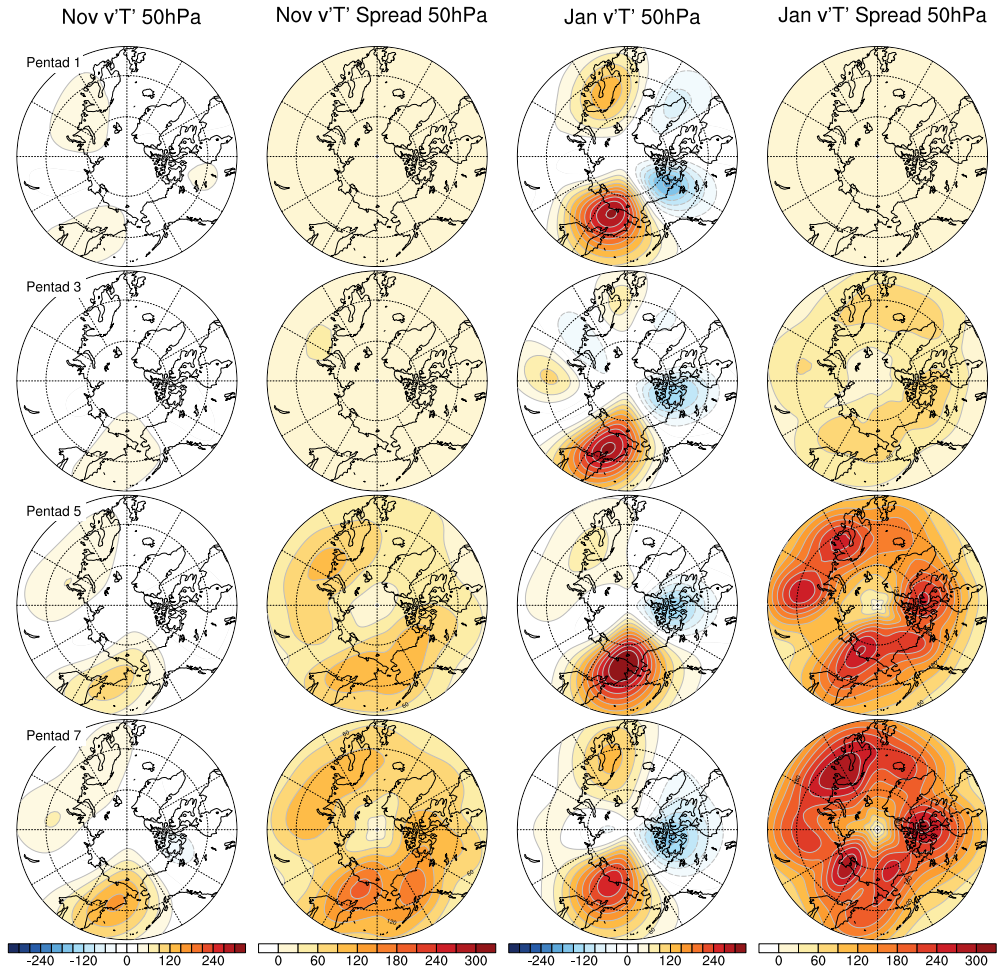 Nov v'T' 50hPa Nov v'T' Spread 50hPa Jan v'T' 50hPa Jan v'T' Spread 50hPa
Pentad 1
Pentad 3
Pentad 5
Pentad 7
-240 -120 0 120 240 0 60 120 180 240 300 -240 -120 0 120 240 0 60 120 180 240 300